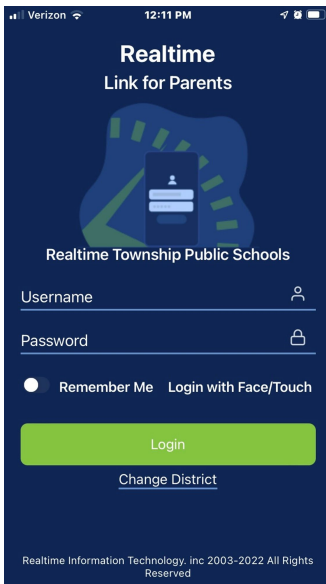 Verizon 12:11 PM
Realtime
Link for Parents
Realtime Township Public Schools
Username
Password
Remember Me Login with Face/Touch
Login
Change District
Realtime Information Technology. inc 2003-2022 All Rights
Reserved